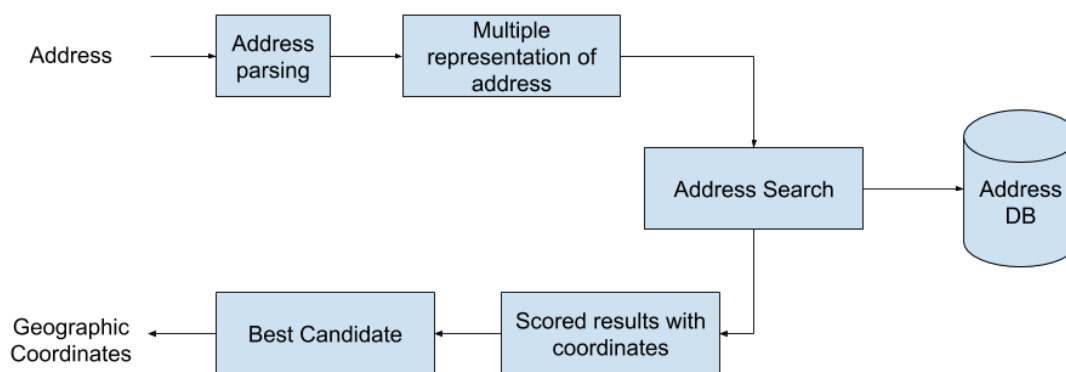 Address
Address
parsing
Multiple
representation of
address
Address Search
Address
DB
Scored results with
coordinates
Best Candidate
Geographic
Coordinates